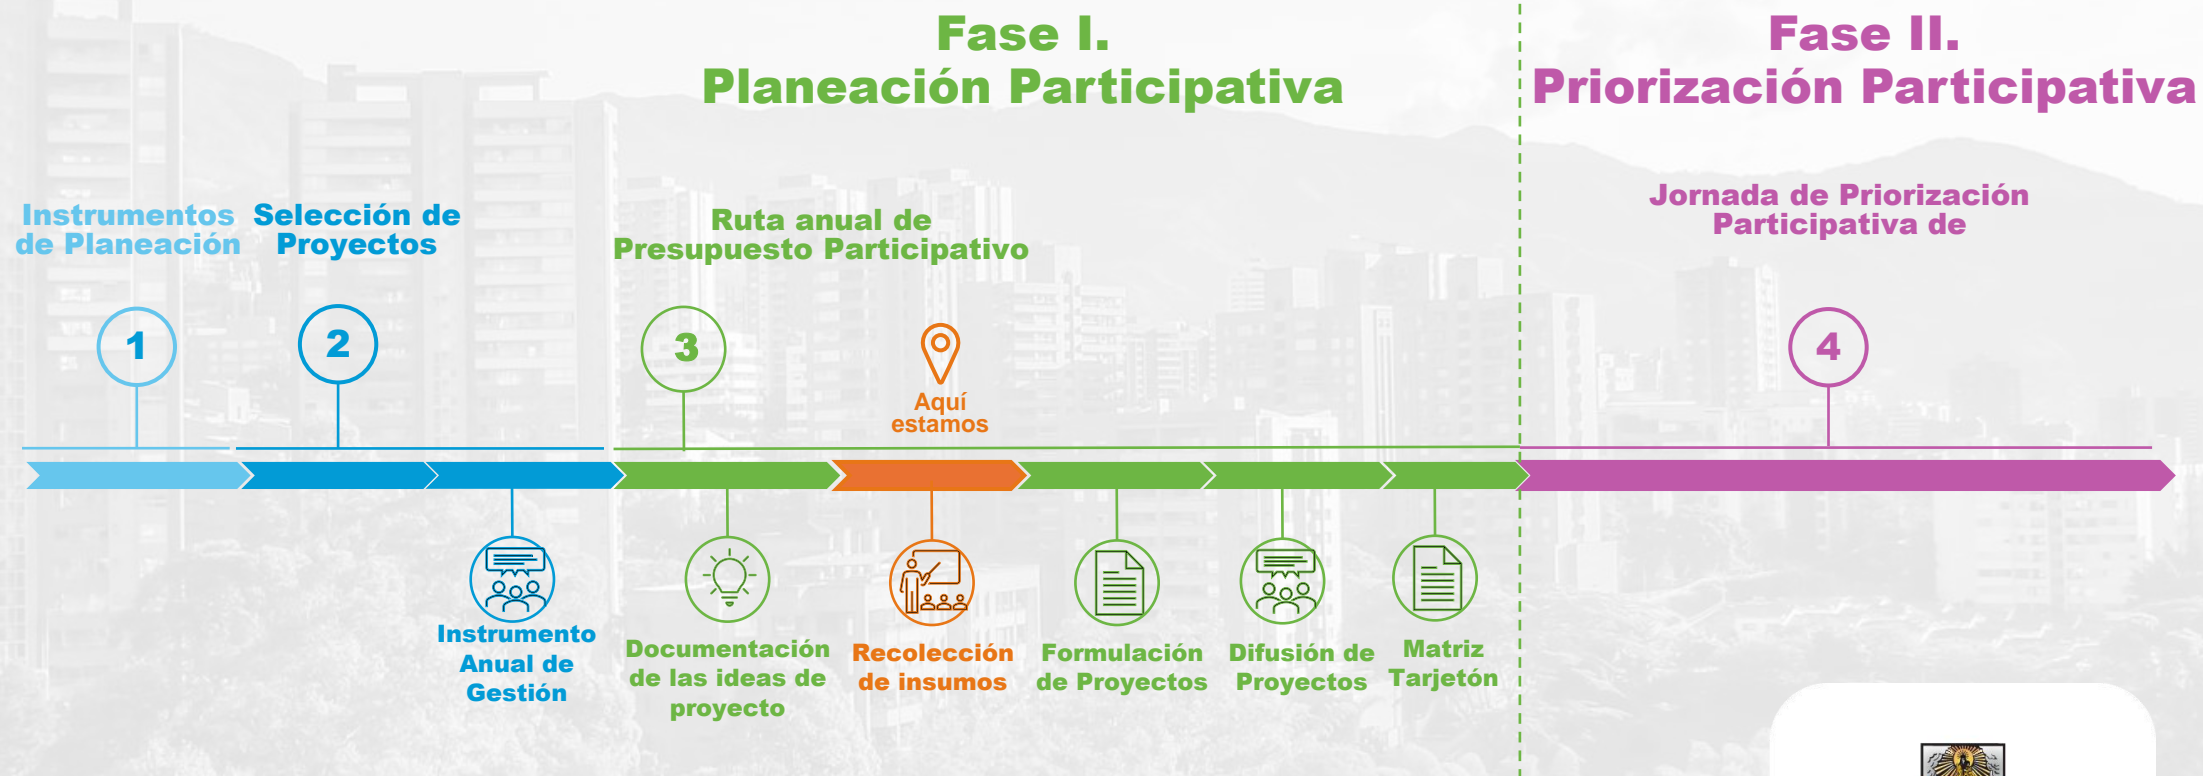 Fase I.
Planeación Participativa
Fase II.
Priorización Participativa
Instrumentos
de Planeación
Selección de
Proyectos
Ruta anual de
Presupuesto Participativo
Jornada de Priorización
Participativa de
1
2
3
Aquí
estamos
4
Instrumento
Anual de
Gestión
Documentación
de las ideas de
proyecto
Recolección
de insumos
Formulación
de Proyectos
Difusión de
Proyectos
Matriz
Tarjetón